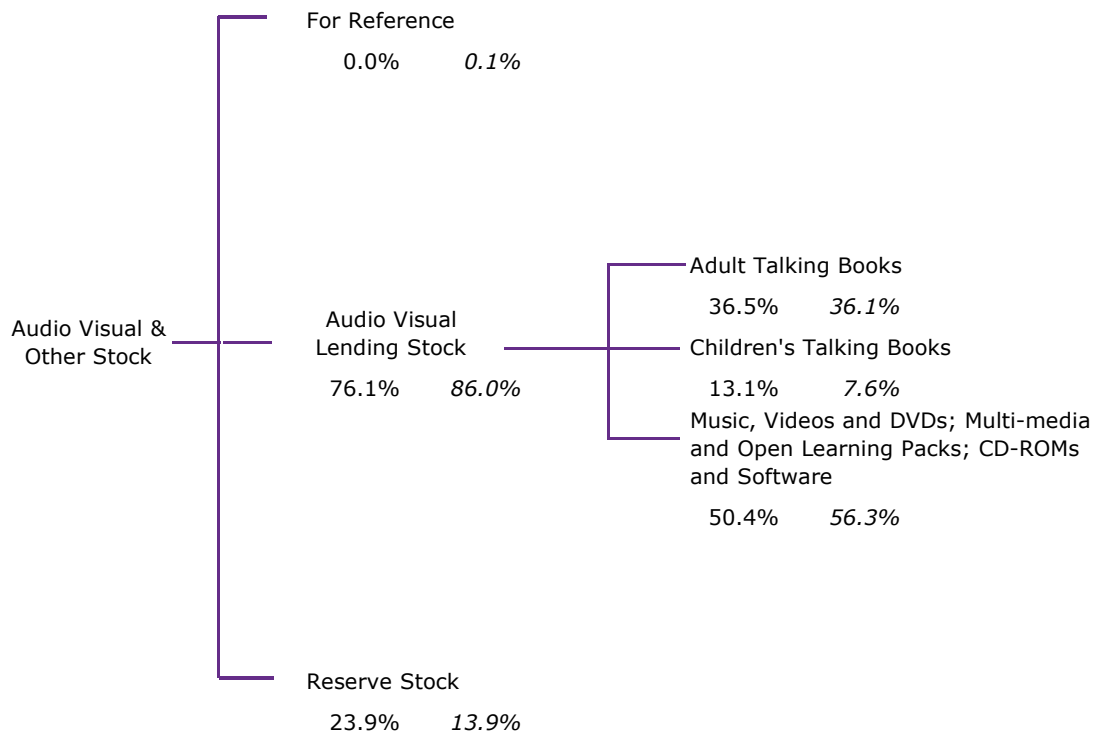 For Reference
0.0% 0.1%
Audio Visual &
Other Stock
Audio Visual
Lending Stock
76.1% 86.0%
Adult Talking Books
36.5% 36.1%
Children's Talking Books
13.1% 7.6%
Music, Videos and DVDs; Multi-media
and Open Learning Packs; CD-ROMs
and Software
50.4% 56.3%
Reserve Stock
23.9% 13.9%